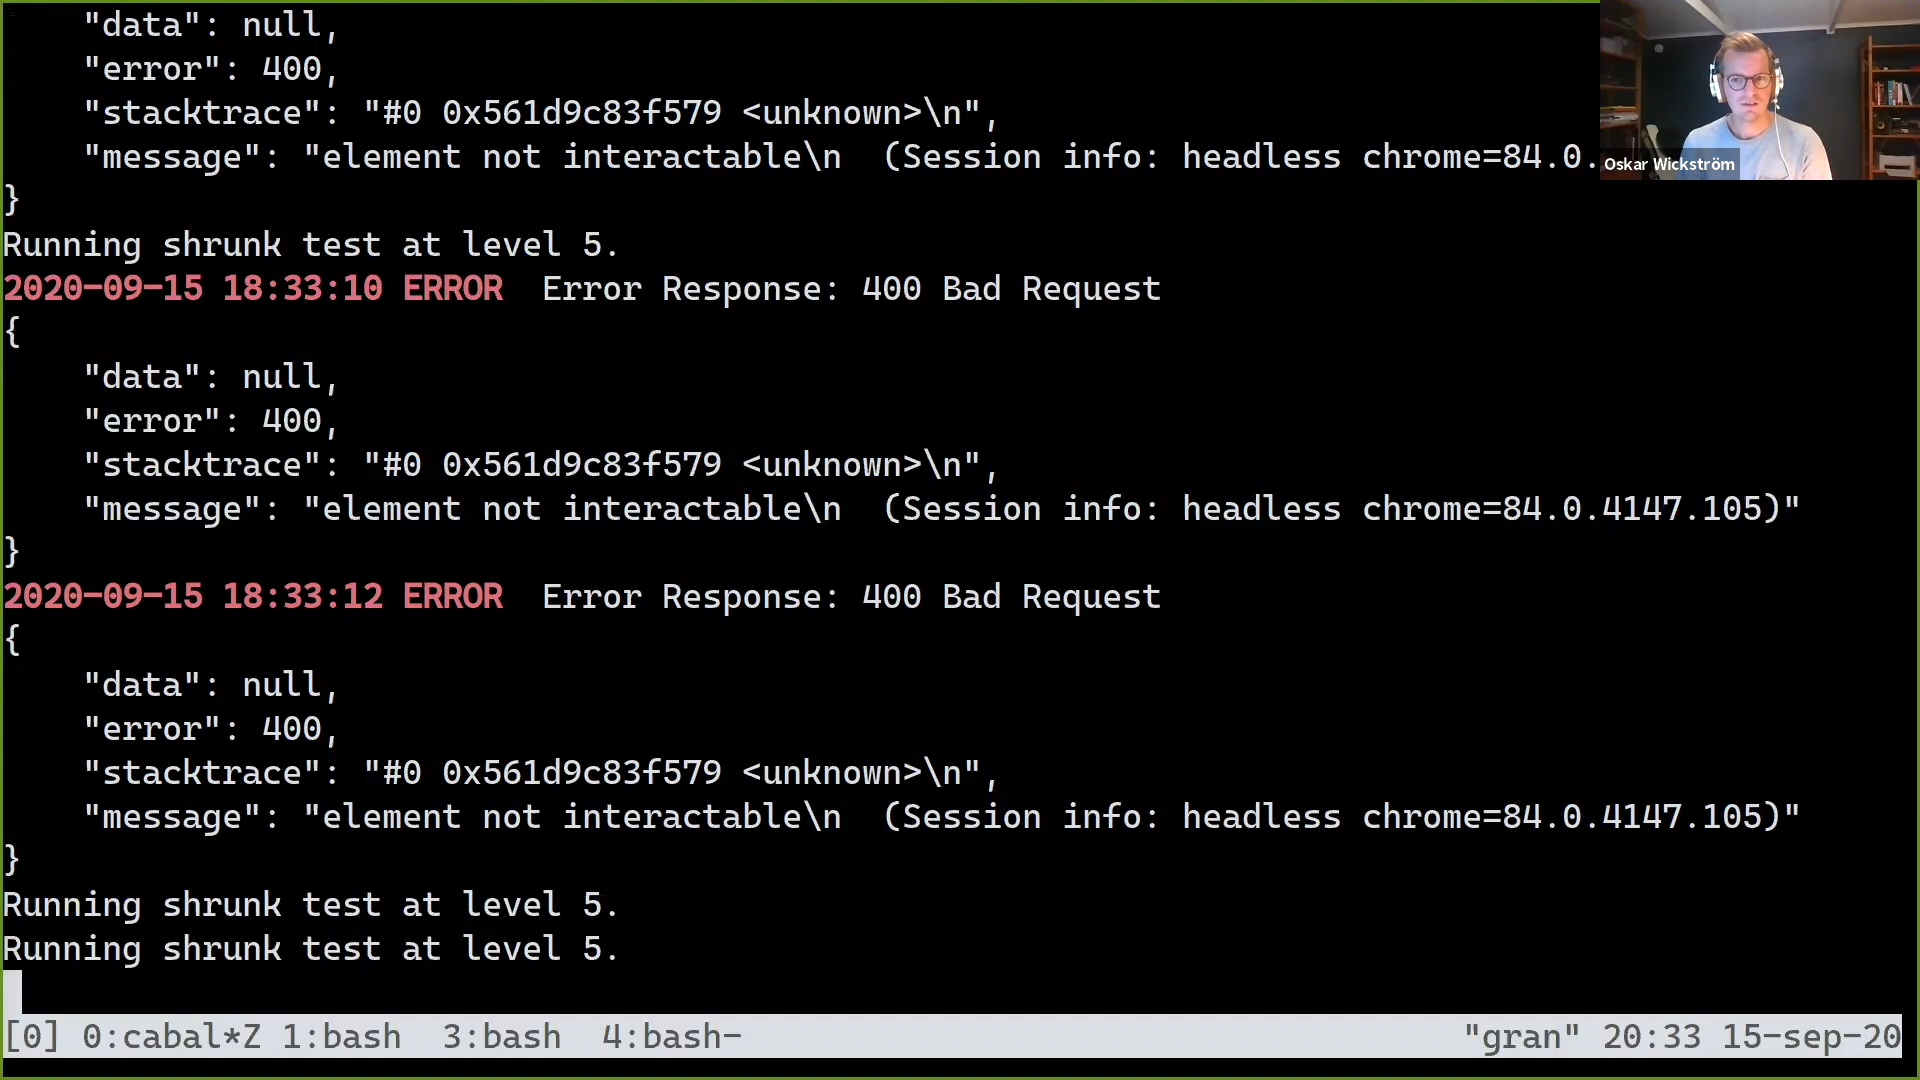 "data": null,
    "error": 400,
    "stacktrace": "#0 0x561d9c83f579 <unknown>\n",
    "message": "element not interactable\n  (Session info: headless chrome=84.0.
Oskar Wickström
}
Running shrunk test at level 5.
2020-09-15 18:33:10 ERROR  Error Response: 400 Bad Request
{
    "data": null,
    "error": 400,
    "stacktrace": "#0 0x561d9c83f579 <unknown>\n",
    "message": "element not interactable\n  (Session info: headless chrome=84.0.4147.105)"
}
2020-09-15 18:33:12 ERROR  Error Response: 400 Bad Request
{
    "data": null,
    "error": 400,
    "stacktrace": "#0 0x561d9c83f579 <unknown>\n",
    "message": "element not interactable\n  (Session info: headless chrome=84.0.4147.105)"
}
Running shrunk test at level 5.
Running shrunk test at level 5.
[0] 0:cabal*Z 1:bash  3:bash  4:bash- "gran" 20:33 15-sep-20